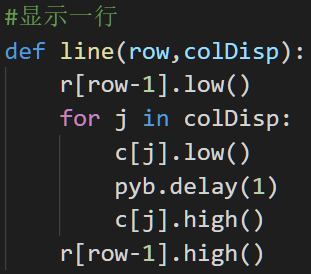 #显示一行
def line(row,colDisp):
    r[row-1].low()
    for j in colDisp:
        c[j].low()
        pyb.delay(1)
        c[j].high()
    r[row-1].high()